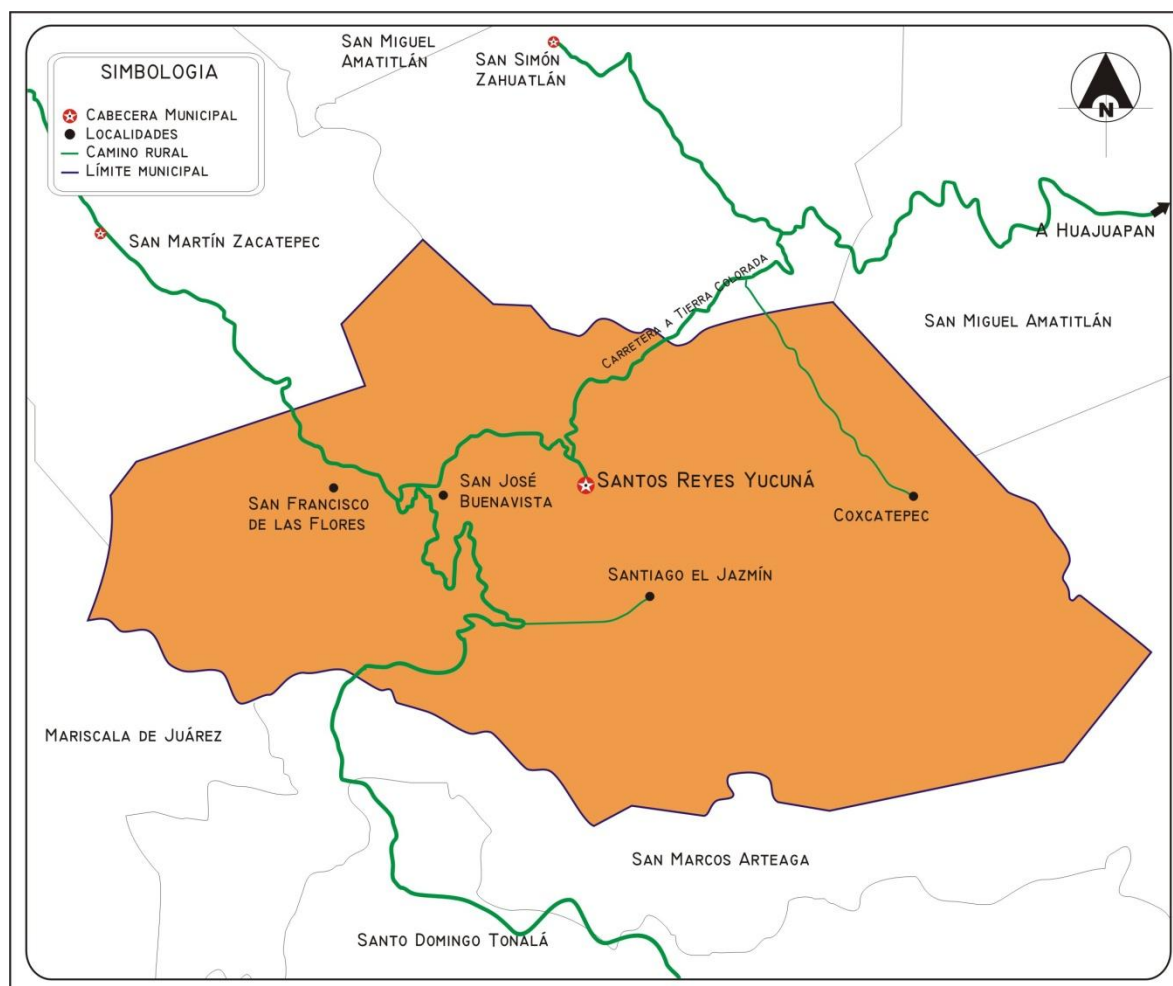 SIMBOLOGIA
CABECERA MUNICIPAL
LOCALIDADES
CAMINO RURAL
LÍMITE MUNICIPAL
SAN MIGUEL
AMATITLÁN
SAN SIMÓN
ZAHUATLÁN
N
SAN MARTÍN ZACATEPEC
A HUAJUAPAN
CARRETERA A TIERRA COLORADA
SAN MIGUEL AMATITLÁN
SAN FRANCISCO
DE LAS FLORES
SAN JOSÉ
BUENAVISTA
SANTOS REYES YUCUNÁ
COXCATEPEC
SANTIAGO EL JAZMÍN
MARISCALA DE JUÁREZ
SAN MARCOS ARTEAGA
SANTO DOMINGO TONALÁ